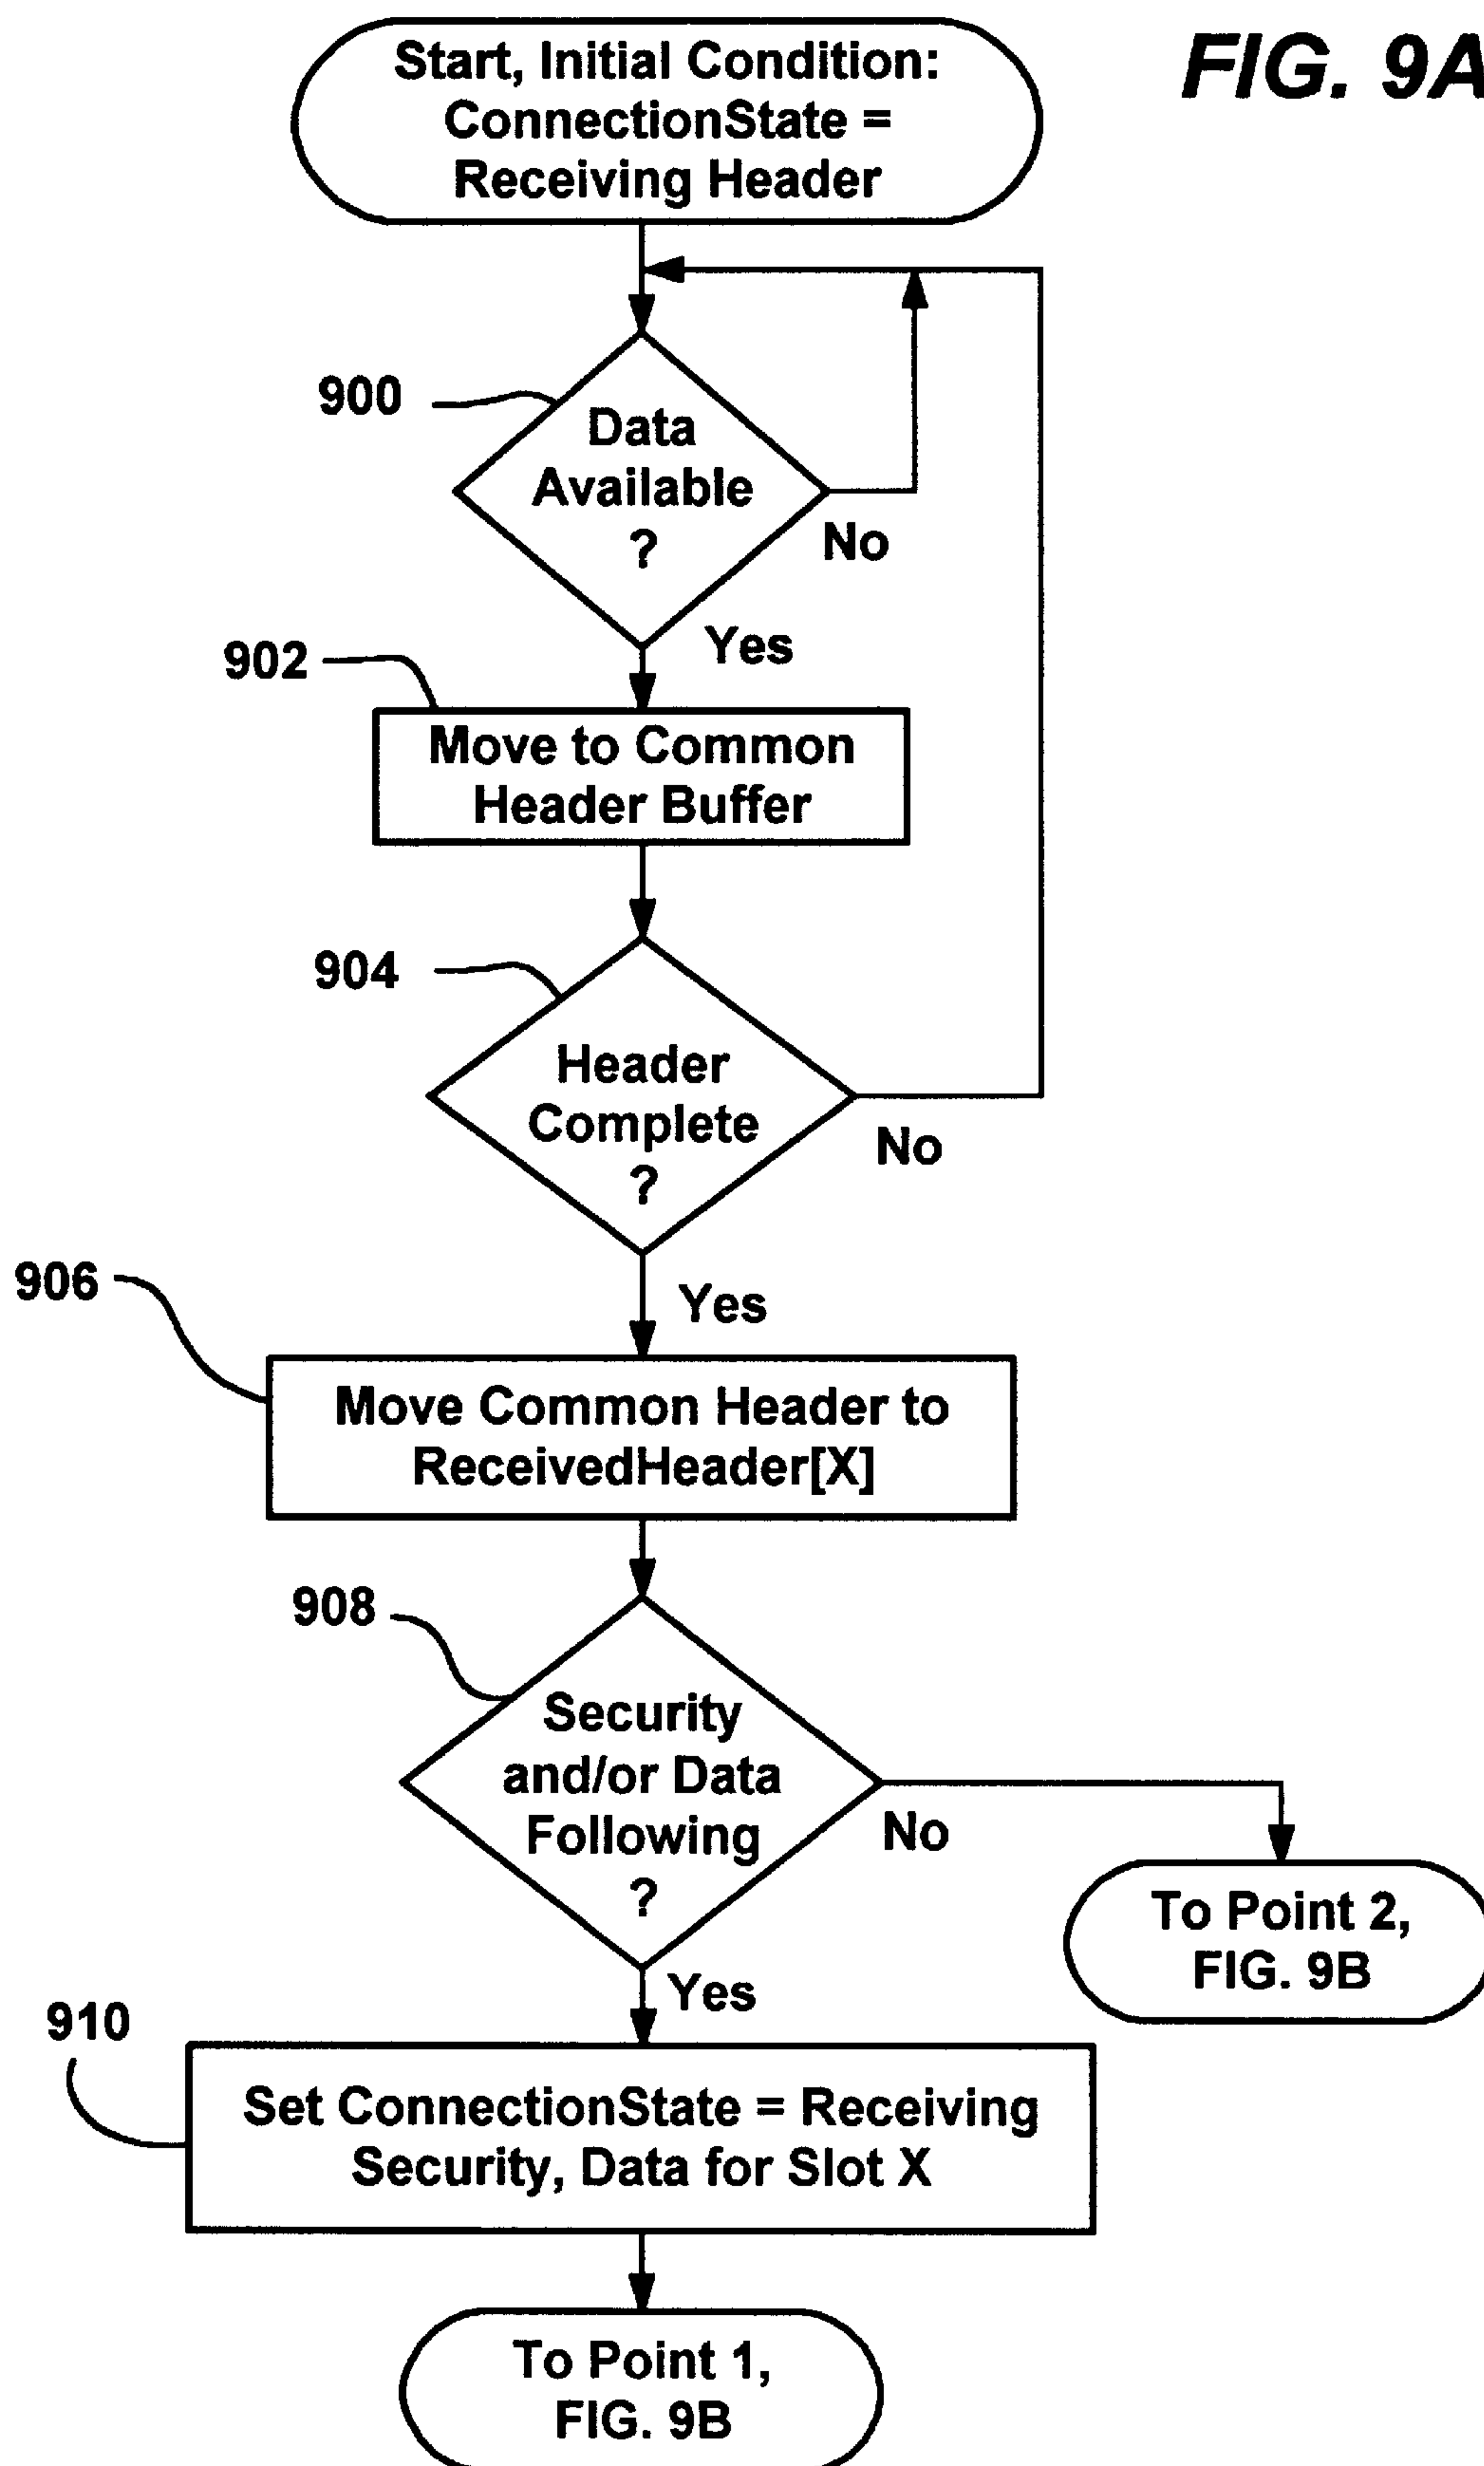 FIG. 9A
Start, Initial Condition:
ConnectionState =
Receiving Header
900
Data
Available
?
No
Yes
902
Move to Common
Header Buffer
904
Header
Complete
?
No
Yes
906
Move Common Header to
ReceivedHeader[X]
908
Security
and/or Data
Following
?
No
To Point 2,
FIG. 9B
Yes
910
Set ConnectionState = Receiving
Security, Data for Slot X
To Point 1,
FIG. 9B